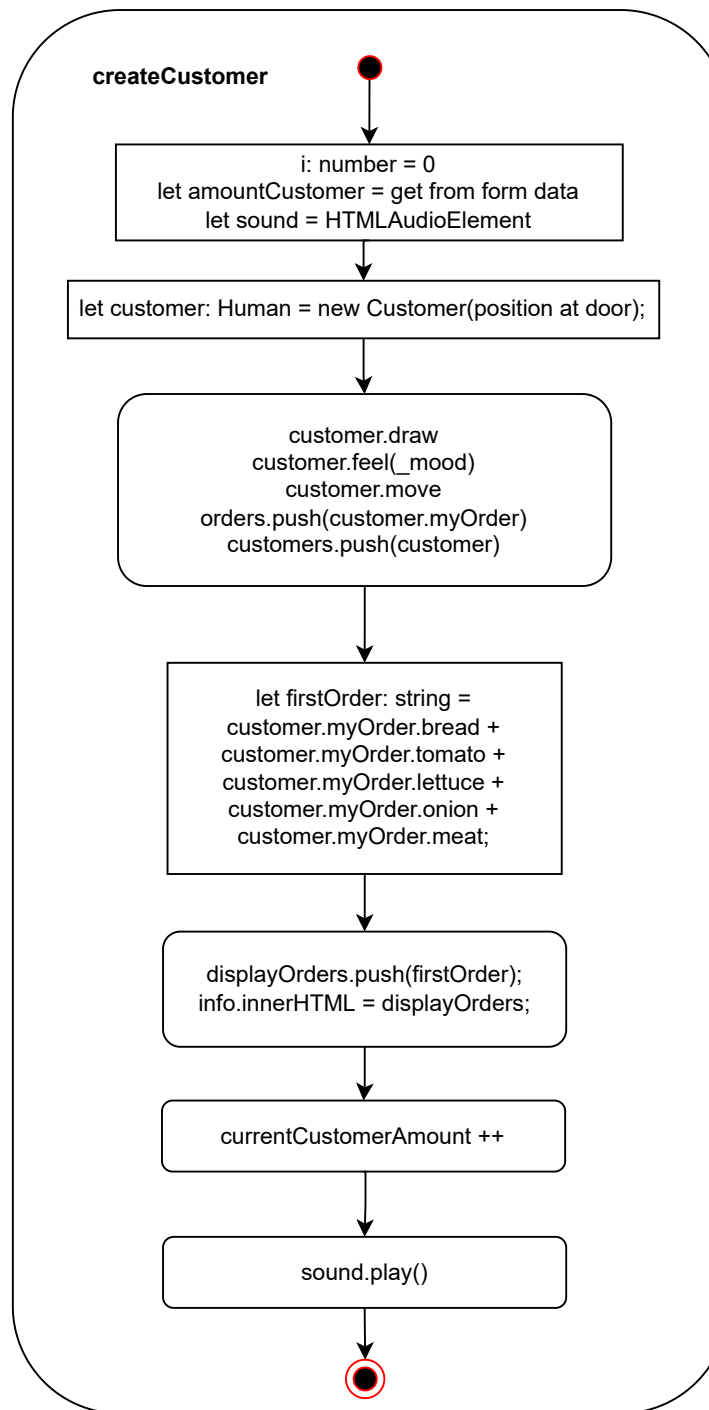 createCustomer
i: number = 0
let amountCustomer = get from form data
let sound = HTMLAudioElement
let customer: Human = new Customer(position at door);
customer.draw
customer.feel(_mood)
customer.move
orders.push(customer.myOrder)
customers.push(customer)
let firstOrder: string =
customer.myOrder.bread +
customer.myOrder.tomato +
customer.myOrder.lettuce +
customer.myOrder.onion +
customer.myOrder.meat;
displayOrders.push(firstOrder);
info.innerHTML = displayOrders;
currentCustomerAmount ++
sound.play()